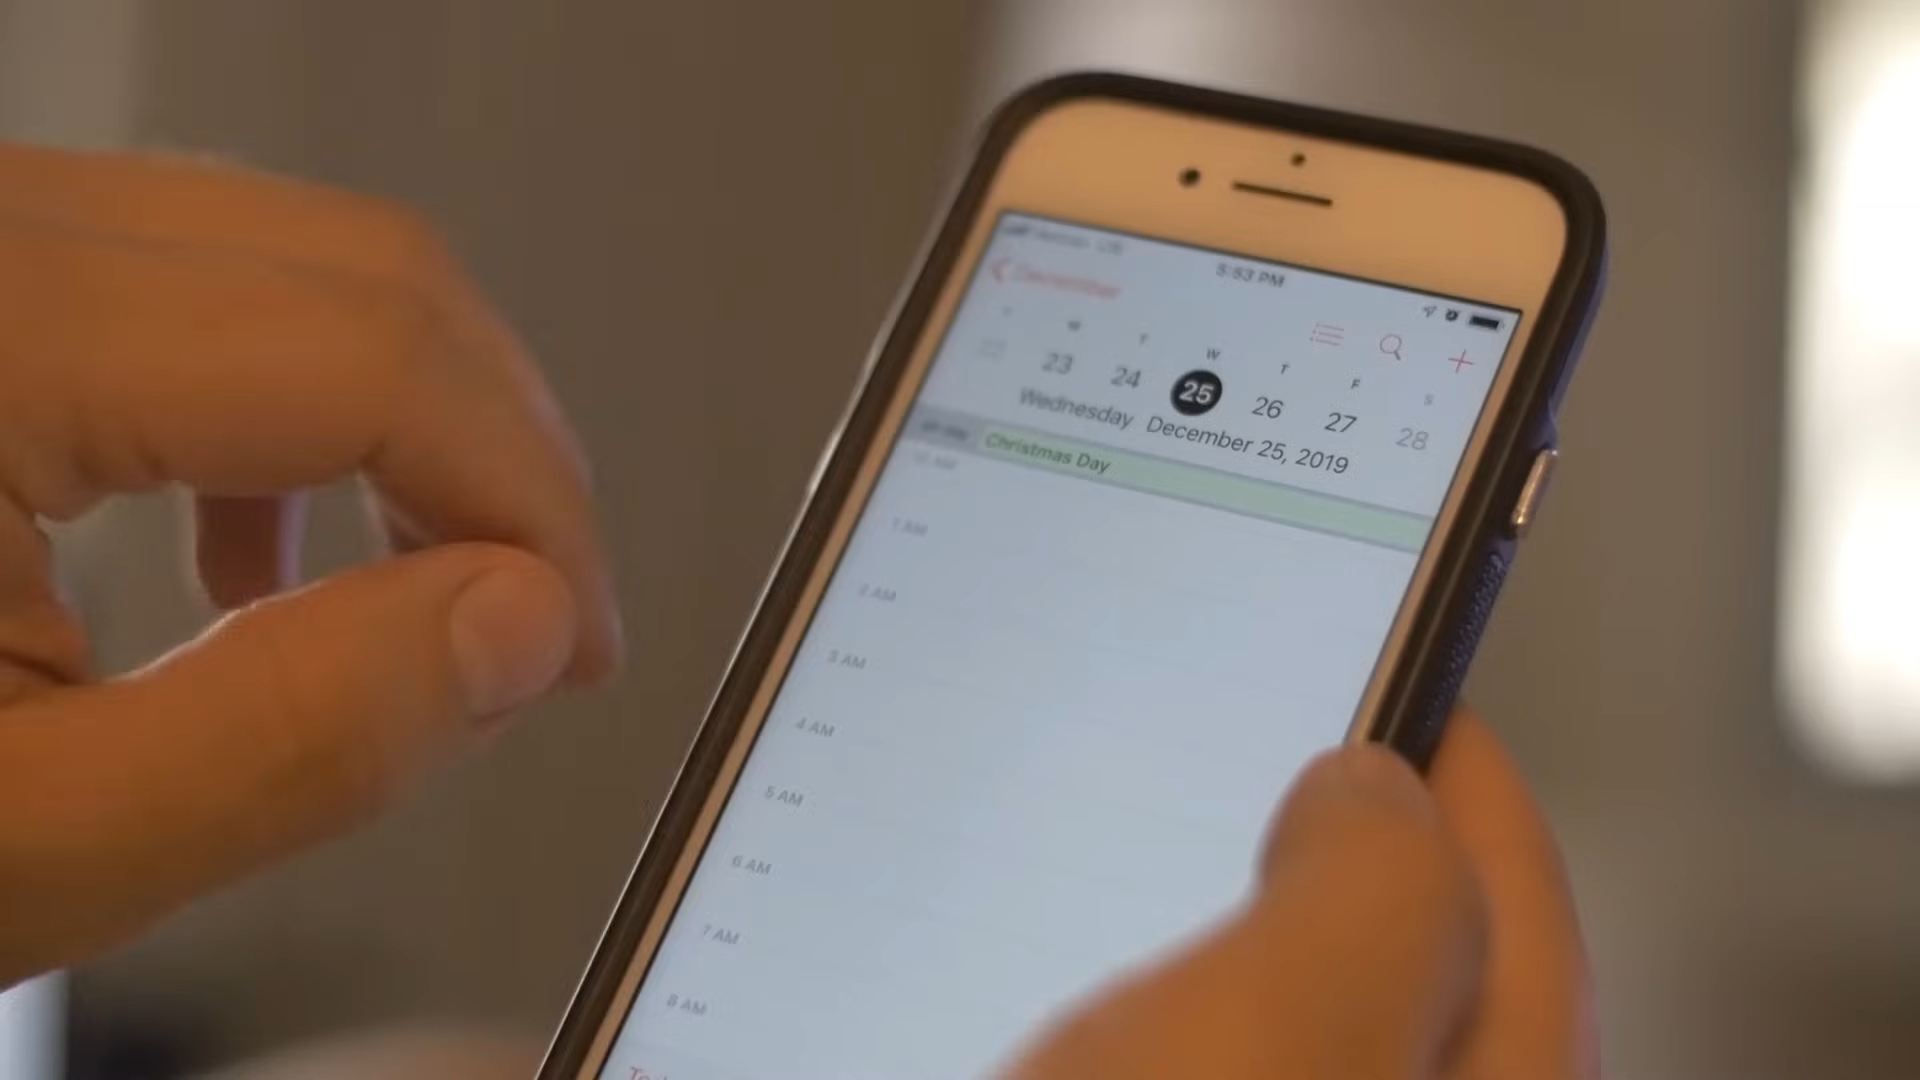 5:53 PM
December
W T F S
23 24 25 26 27 28
Wednesday December 25, 2019
Christmas Day
1 AM
2 AM
3 AM
4 AM
5 AM
6 AM
7 AM
8 AM